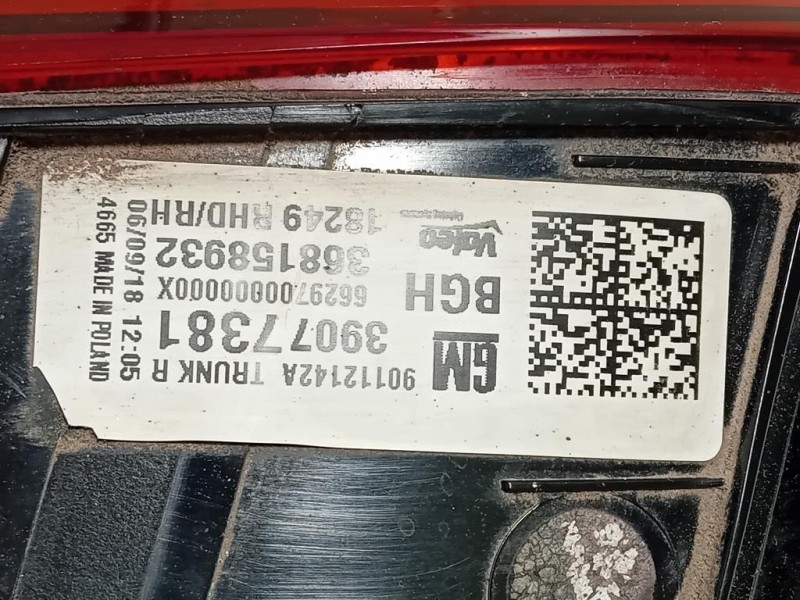 90112142A TRUNK R
GM 39077381
BGH
368158932
Valeo
18249 RHD/RH
06/09/18 12:05
4665 MADE IN POLAND